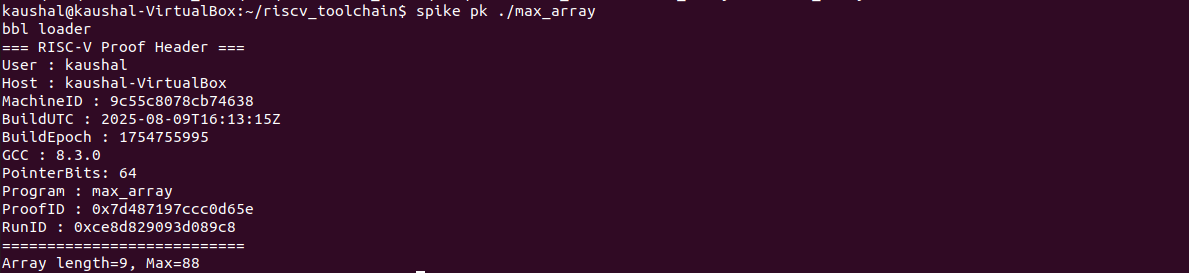 kaushal@kaushal-VirtualBox:~/riscv_toolchain$ spike pk ./max_array
bbl loader
=== RISC-V Proof Header ===
User : kaushal
Host : kaushal-VirtualBox
MachineID : 9c55c8078cb74638
BuildUTC : 2025-08-09T16:13:15Z
BuildEpoch : 1754755995
GCC : 8.3.0
PointerBits: 64
Program : max_array
ProofID : 0x7d487197ccc0d65e
RunID : 0xce8d829093d089c8
===========================
Array length=9, Max=88